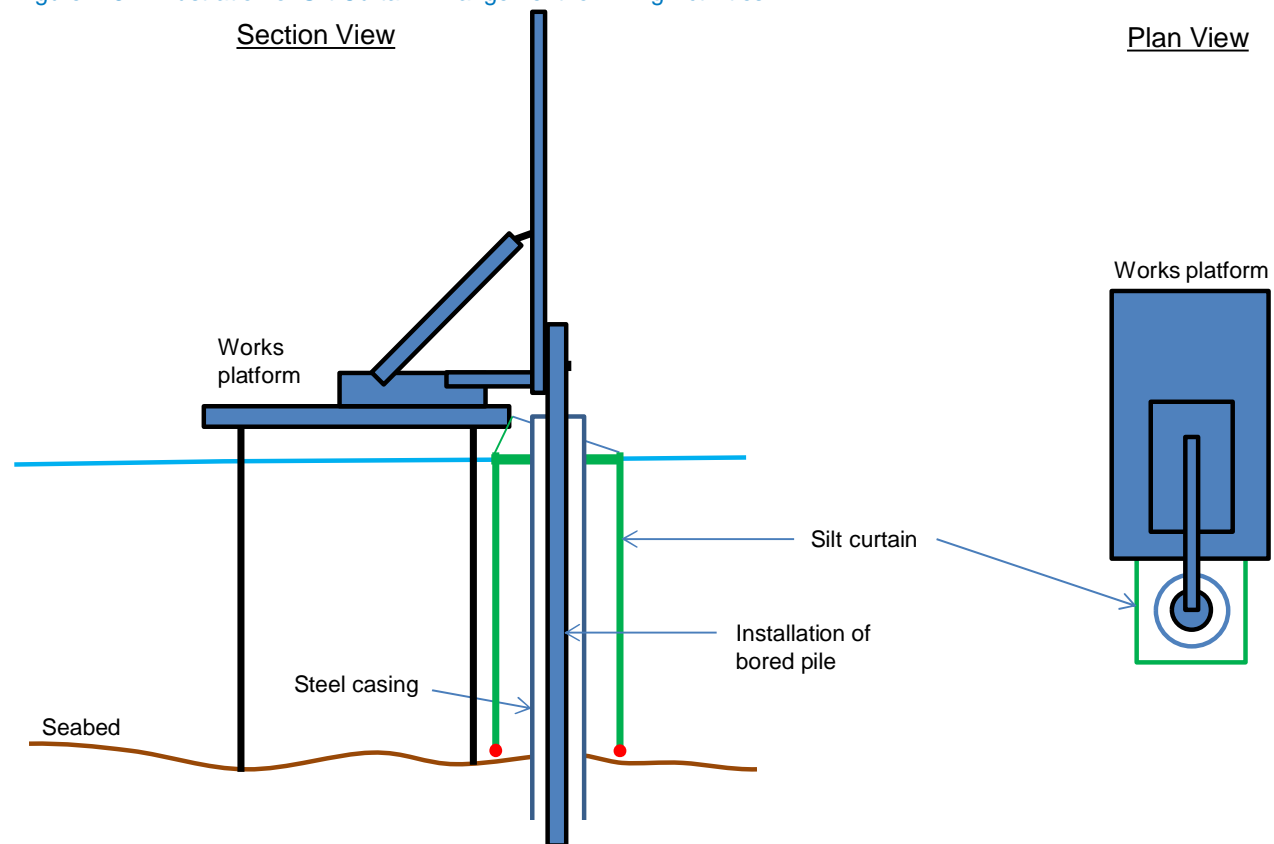 Section View
Plan View
Works platform
Works
platform
Silt curtain
Installation of
bored pile
Steel casing
Seabed